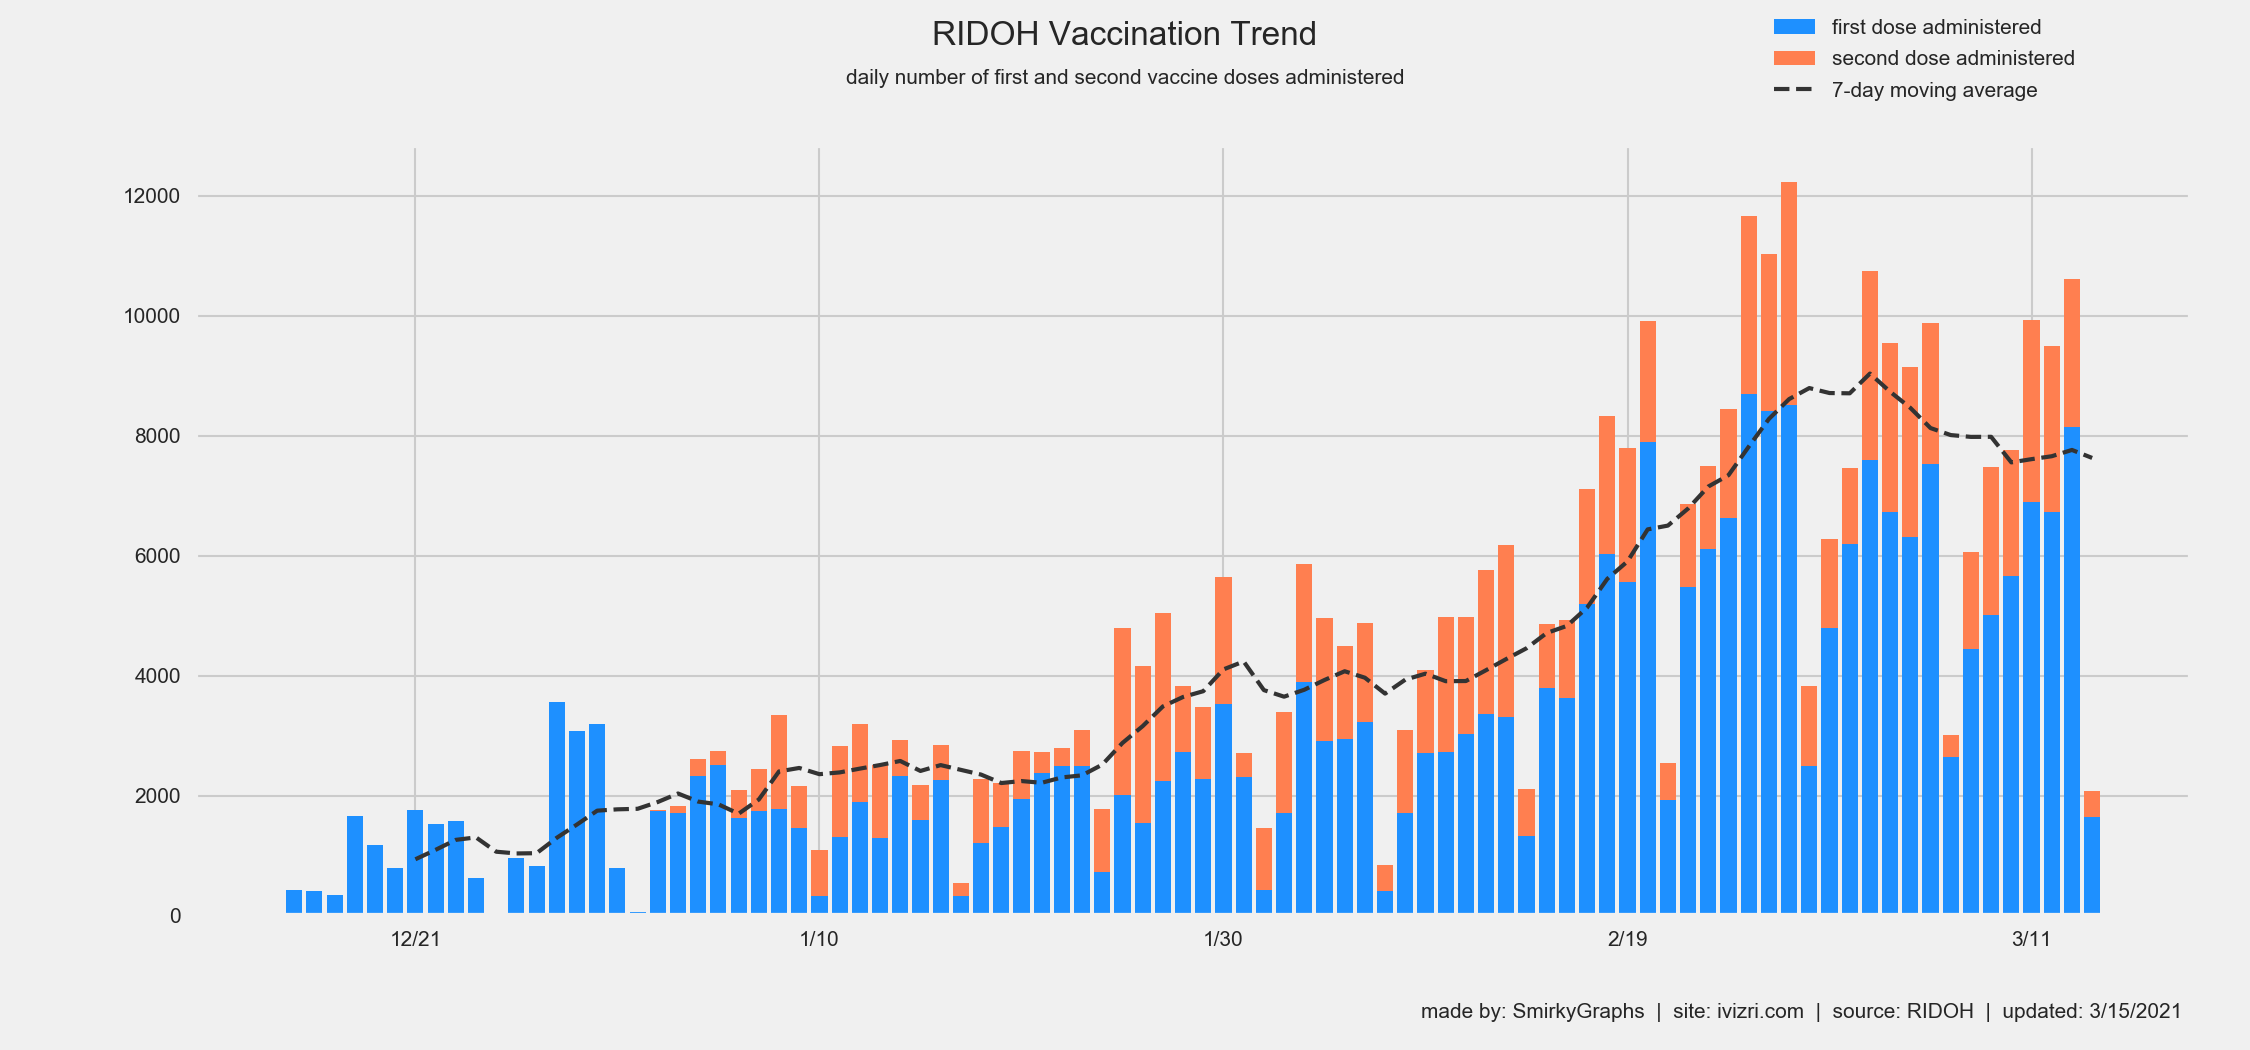 RIDOH Vaccination Trend
daily number of first and second vaccine doses administered
first dose administered
second dose administered
7-day moving average
12000
10000
8000
6000
4000
2000
0
12/21 1/10 1/30 2/19 3/11
made by: SmirkyGraphs | site: ivizri.com | source: RIDOH | updated: 3/15/2021